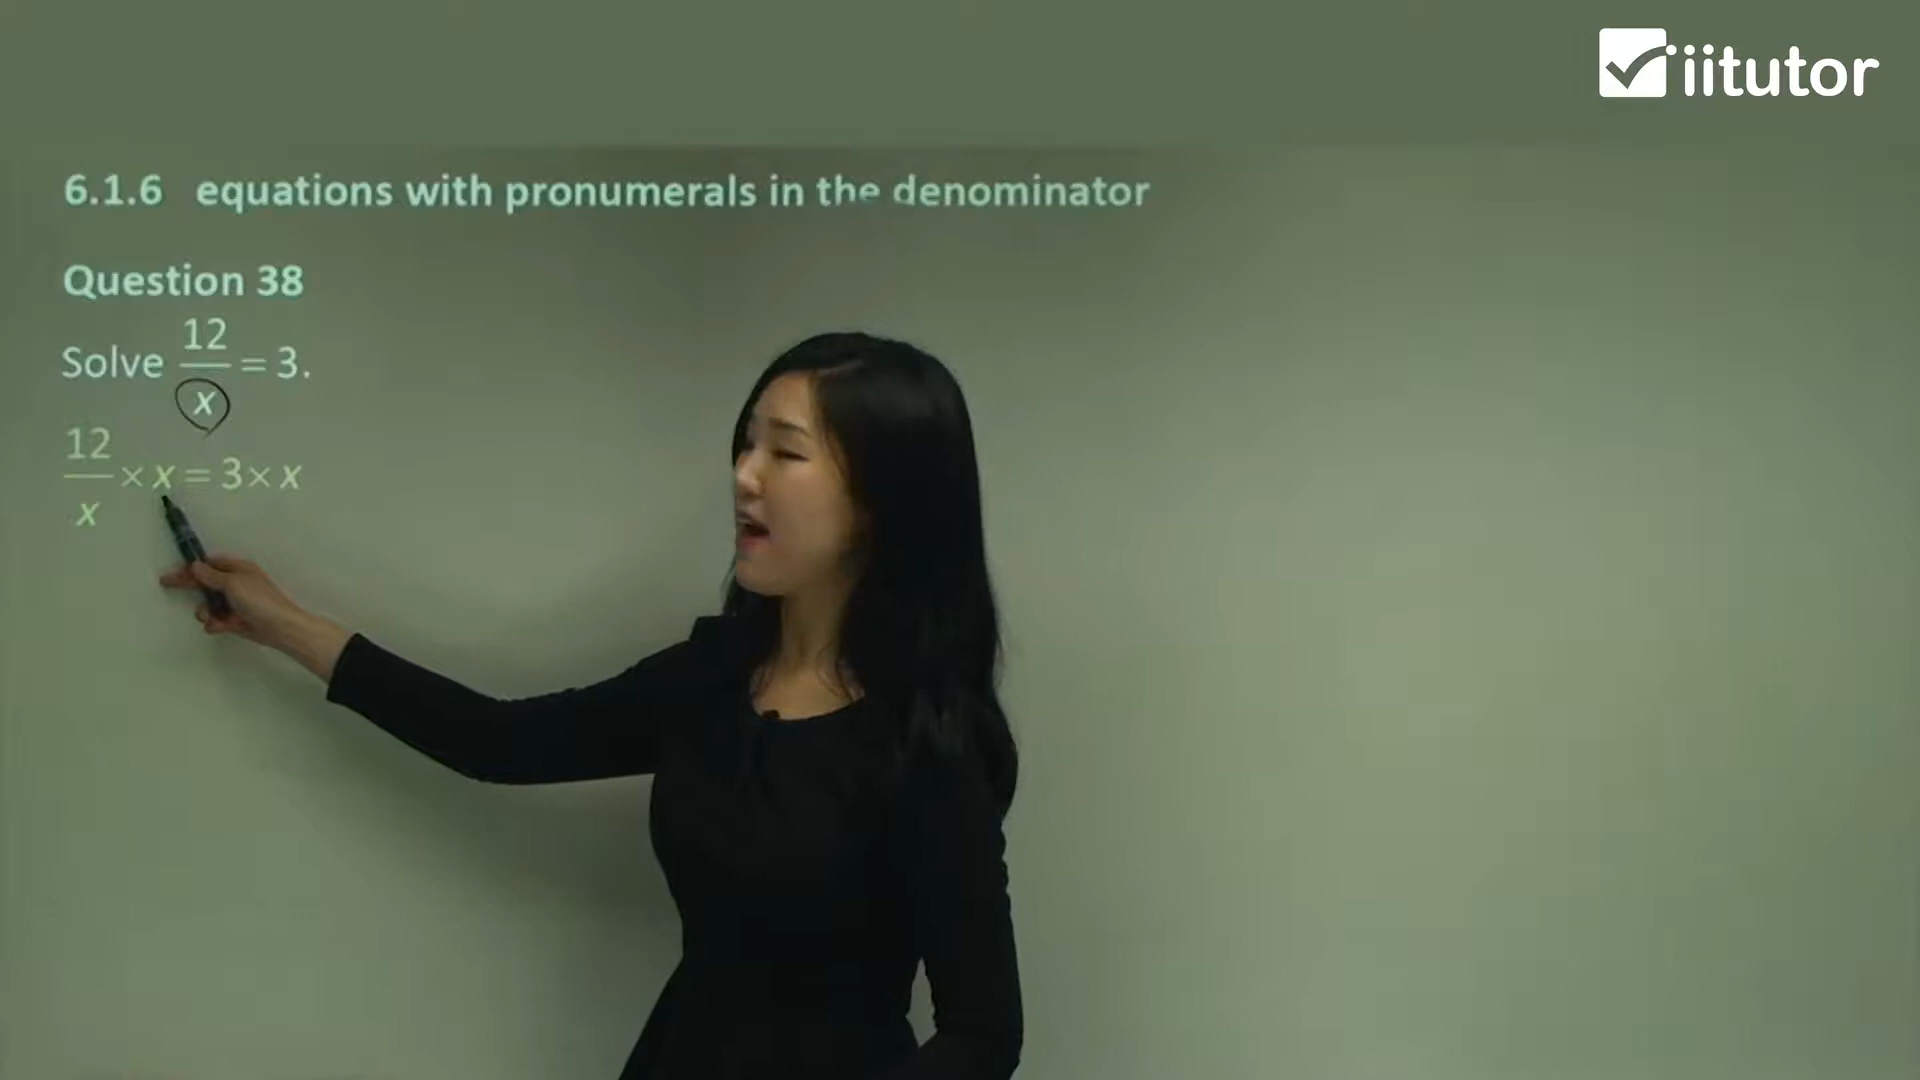 iitutor
6.1.6 equations with pronumerals in the denominator
Question 38
Solve 12/x = 3.
12/x × x = 3 × x